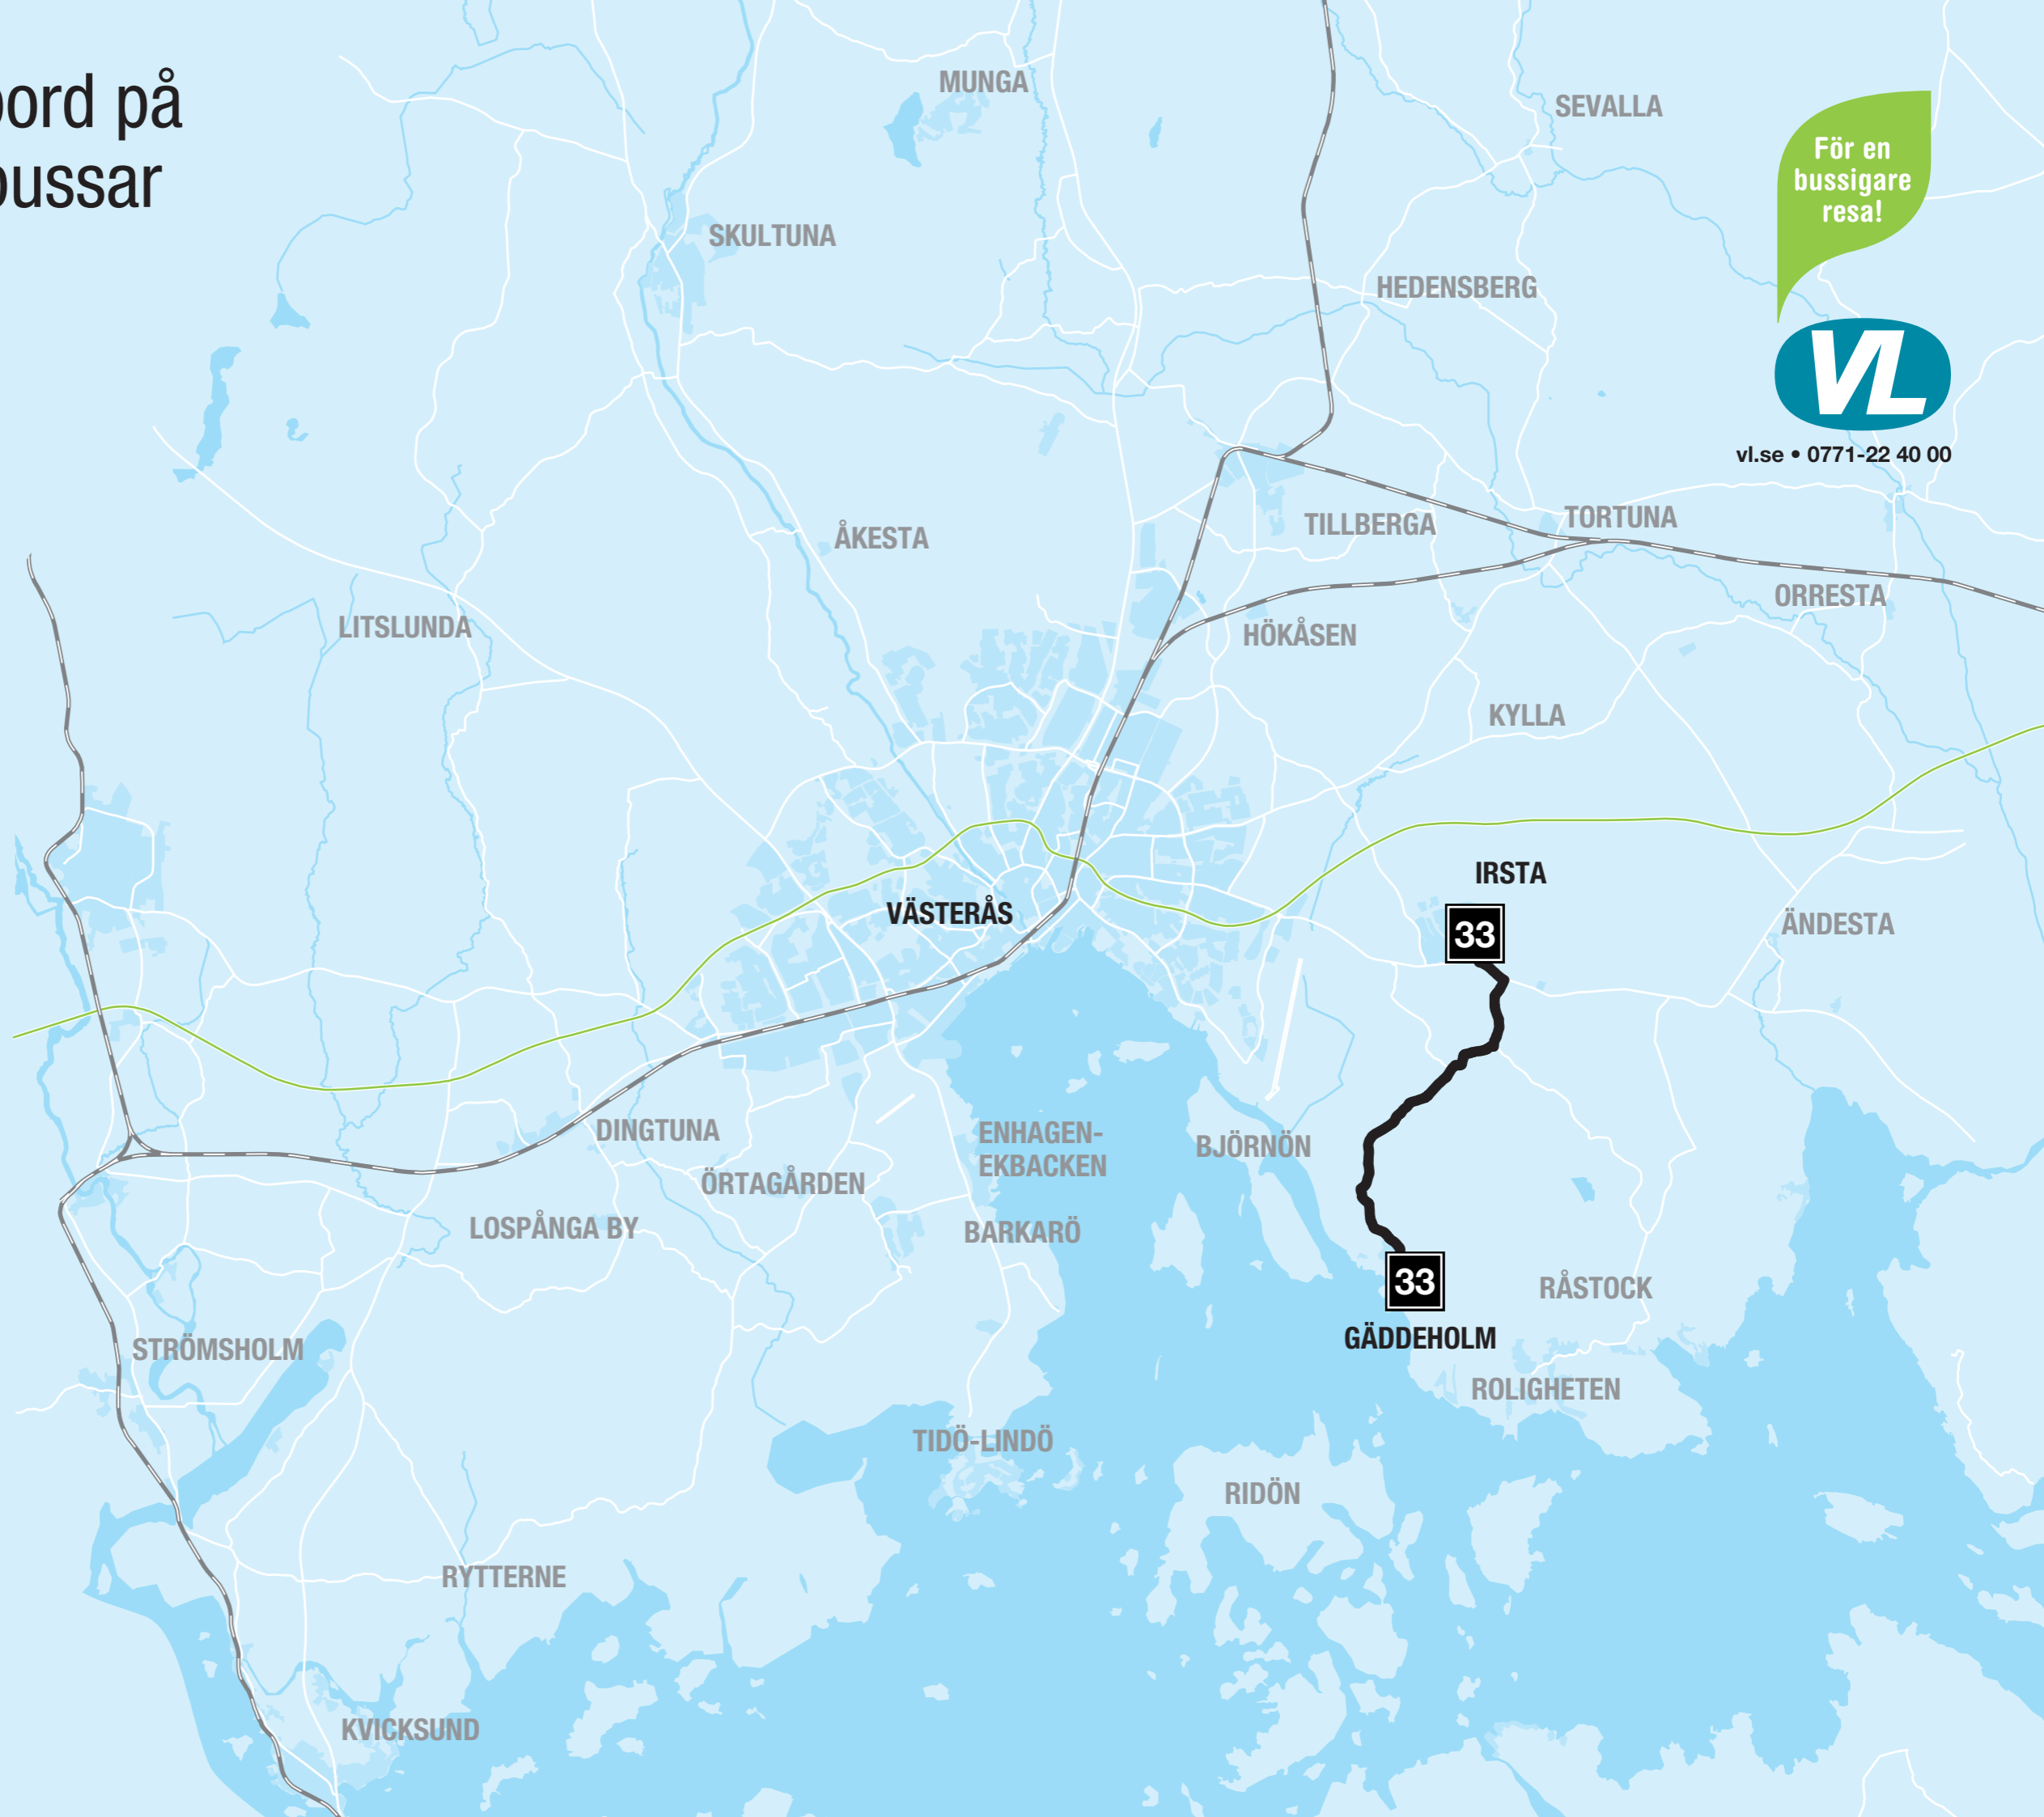 bord på
bussar
MUNGA
SEVALLA
För en
bussigare
resa!
SKULTUNA
HEDENSBERG
VL
vl.se • 0771-22 40 00
TILLBERGA
TORTUNA
ÅKESTA
ORRESTA
LITSLUNDA
HÖKÅSEN
KYLLA
IRSTA
VÄSTERÅS
33
ÄNDESTA
DINGTUNA
ENHAGEN-
EKBACKEN
BJÖRNÖN
ÖRTAGÅRDEN
LOSPÅNGA BY
BARKARÖ
33
RÅSTOCK
GÄDDEHOLM
STRÖMSHOLM
ROLIGHETEN
TIDÖ-LINDÖ
RIDÖN
RYTTERNE
KVICKSUND